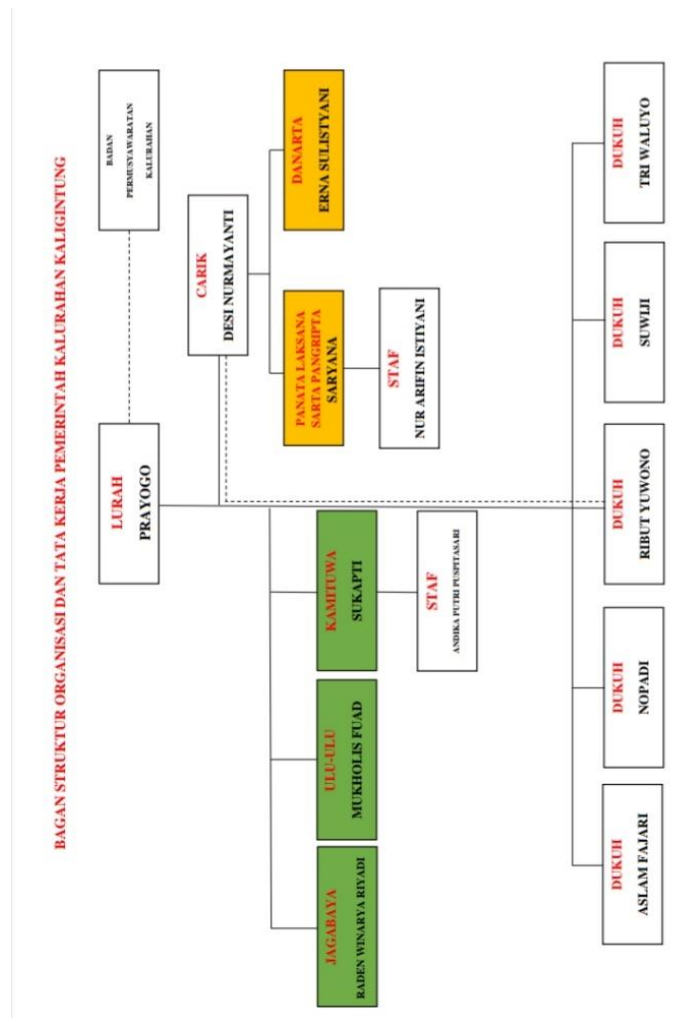 BAGAN STRUKTUR ORGANISASI DAN TATA KERJA PEMERINTAH KALURAHAN KALIGINTUNG
LURAH
PRAYOGO
BADAN
PERMUSYAWARATAN
KALURAHAN
CARIK
DESI NURMAYANTI
JAGABAYA
RADEN WINARYA RIYADI
ULU-ULU
MUKHOLIS FUAD
KAMITUWA
SUKAPTI
PANATA LAKSANA
SARTA PANGRIPTA
SARYANA
DANARTA
ERNA SULISTYANI
STAF
ANDIKA PUTRI PUSPITASARI
STAF
NUR ARIFIN ISTIYANI
DUKUH
ASLAM FAJARI
DUKUH
NOPADI
DUKUH
RIBUT YUWONO
DUKUH
SUWIJI
DUKUH
TRI WALUYO